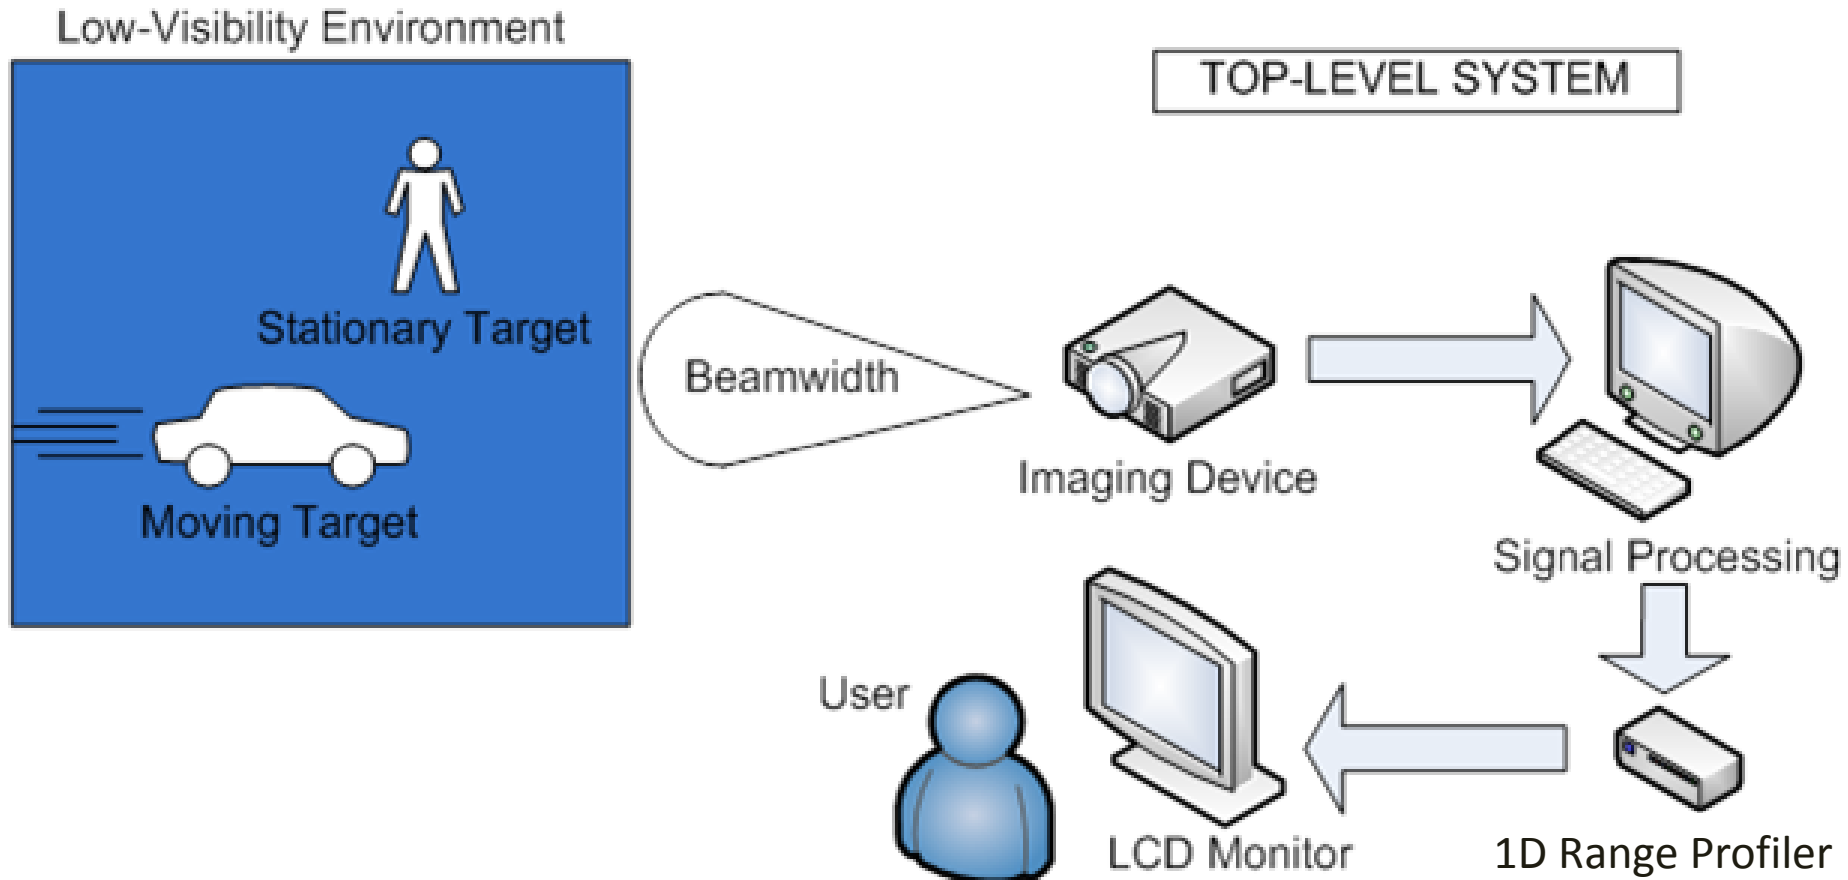 Low-Visibility Environment
TOP-LEVEL SYSTEM
Stationary Target
Beamwidth
Imaging Device
Moving Target
Signal Processing
User
LCD Monitor
1D Range Profiler